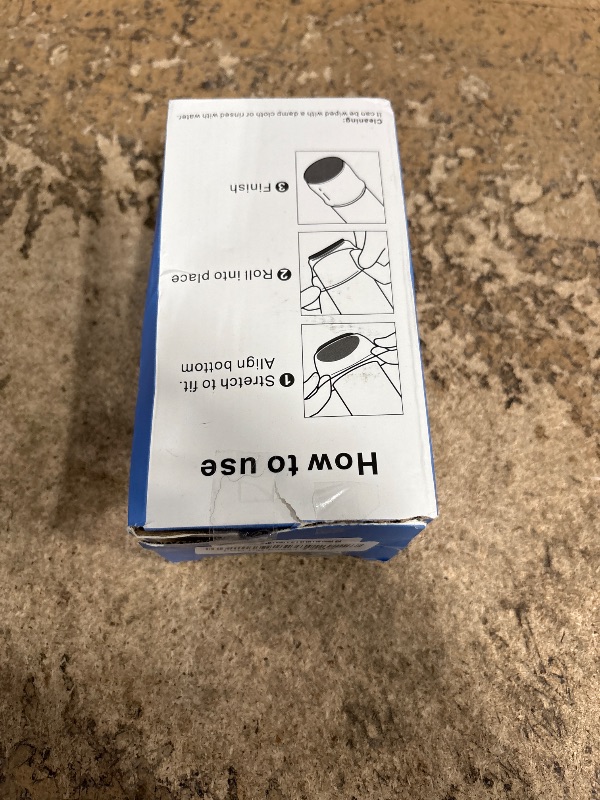 How to use
❶ Stretch to fit.
Align bottom
❷ Roll into place
❸ Finish
Cleaning:
It can be wiped with a damp cloth or rinsed with water.